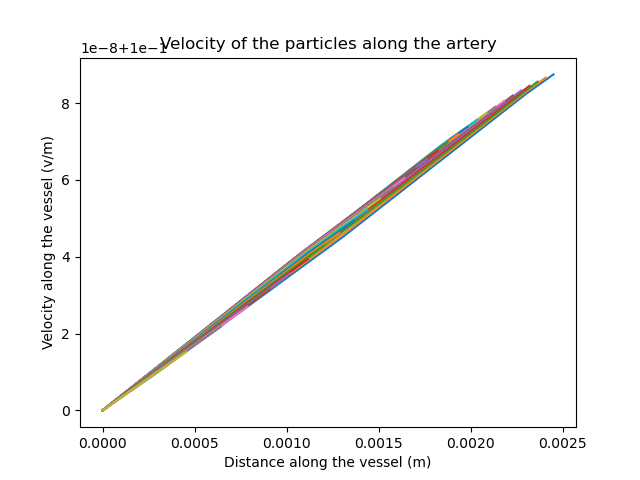 Velocity of the particles along the artery
1e−8+1e−1
8
6
4
2
0
Velocity along the vessel (v/m)
0.0000 0.0005 0.0010 0.0015 0.0020 0.0025
Distance along the vessel (m)